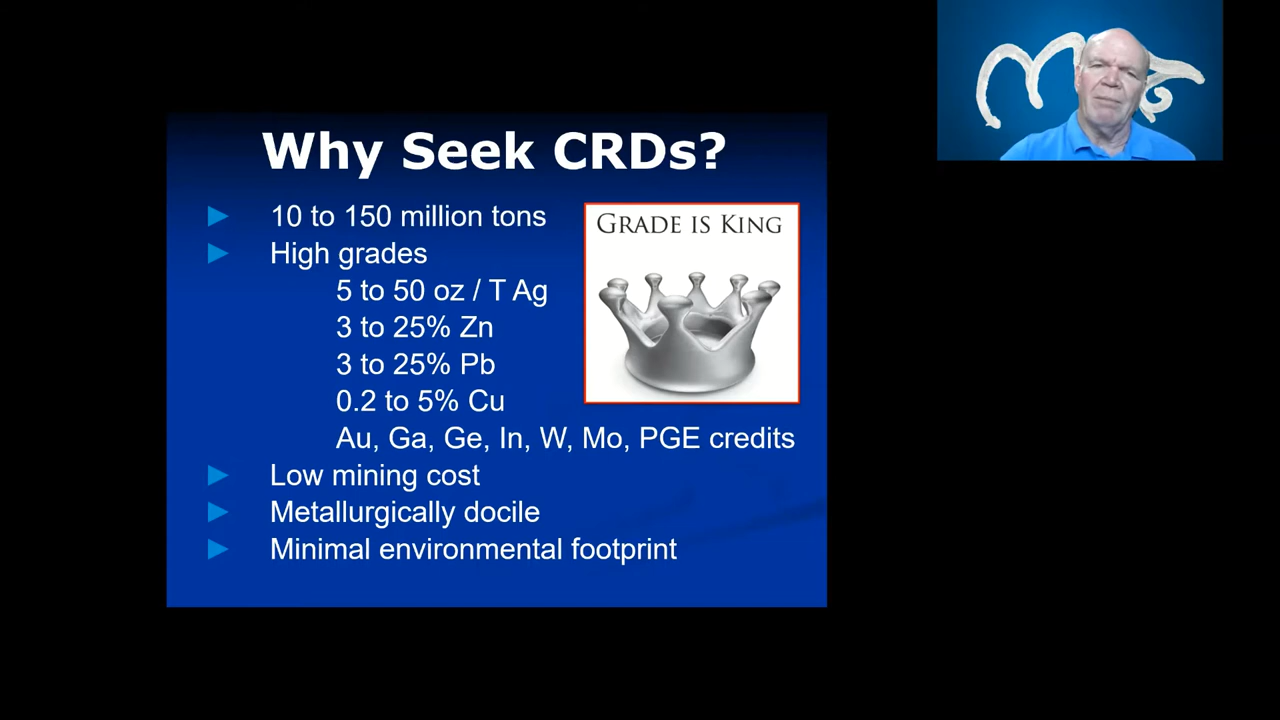 Why Seek CRDs?
10 to 150 million tons
High grades
5 to 50 oz / T Ag
3 to 25% Zn
3 to 25% Pb
0.2 to 5% Cu
Au, Ga, Ge, In, W, Mo, PGE credits
Low mining cost
Metallurgically docile
Minimal environmental footprint
GRADE IS KING